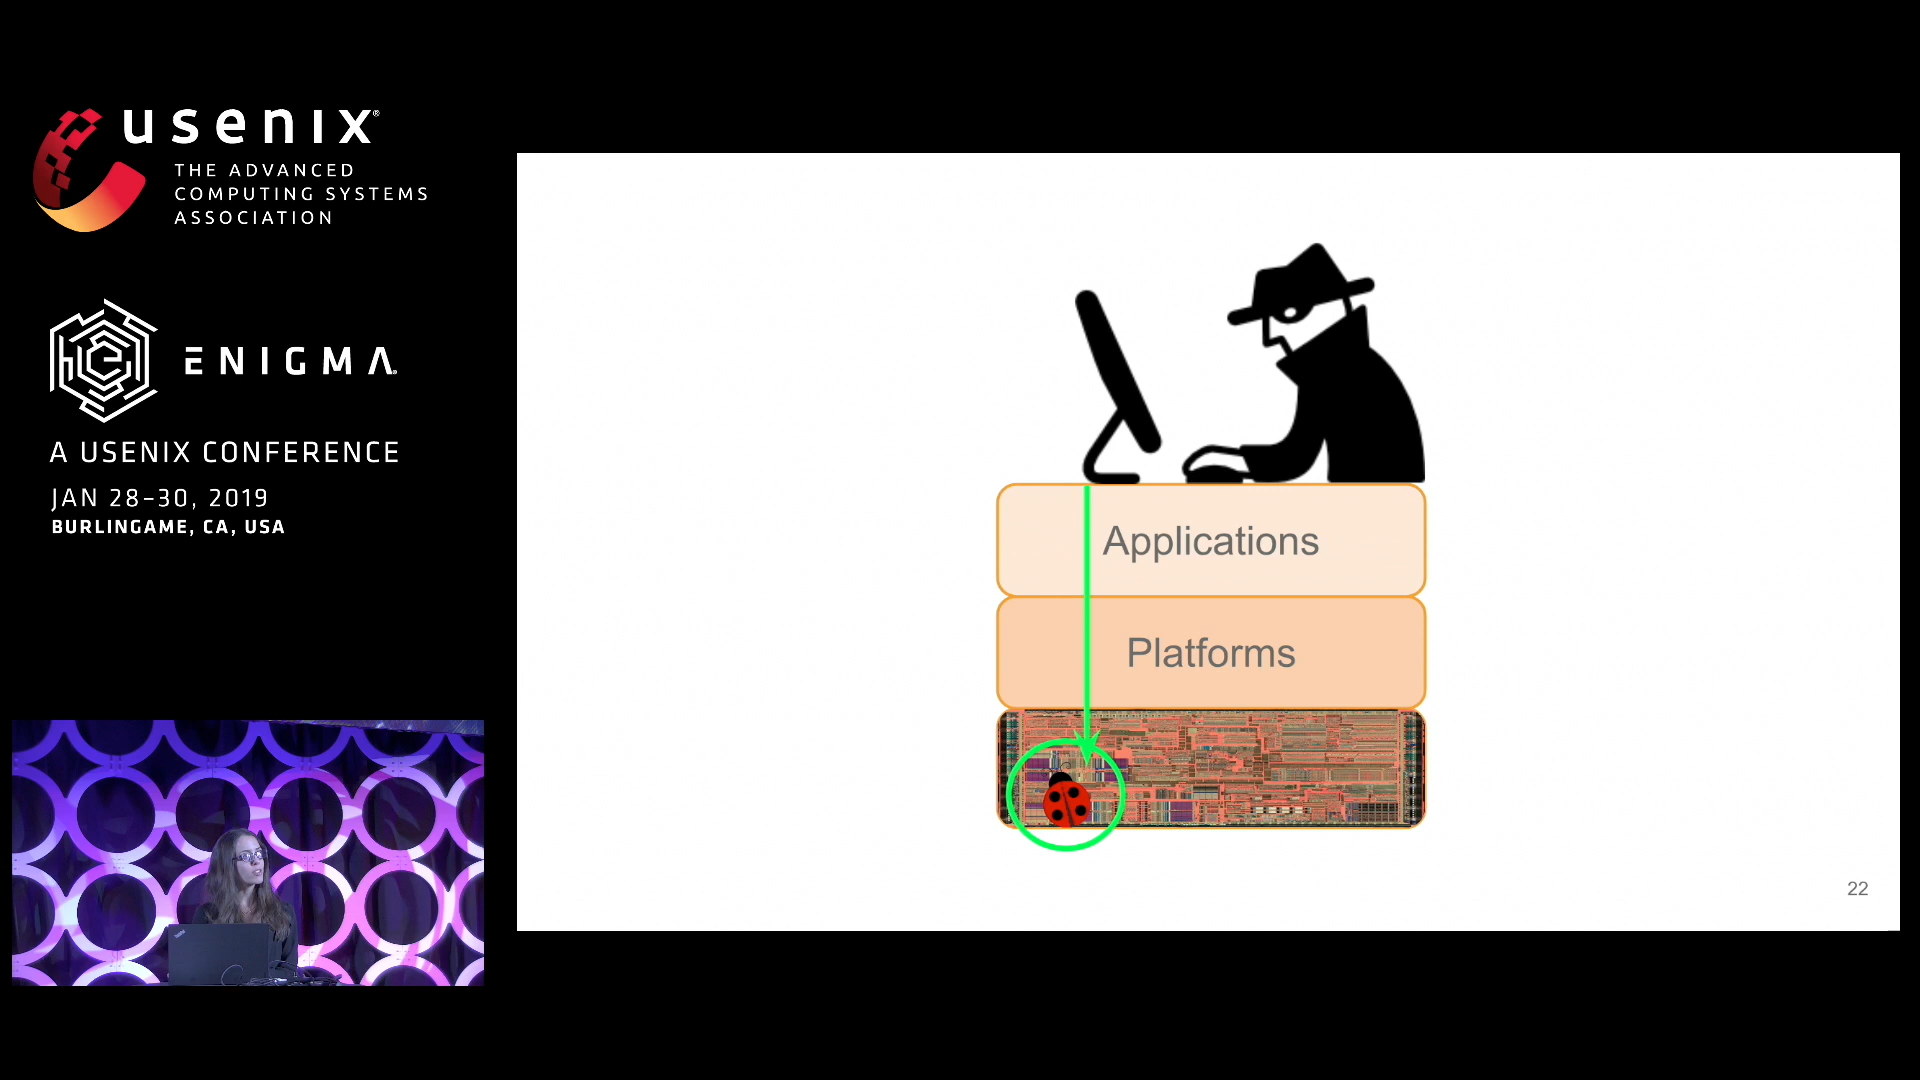 usenix®
THE ADVANCED
COMPUTING SYSTEMS
ASSOCIATION
ENIGMA
A USENIX CONFERENCE
JAN 28–30, 2019
BURLINGAME, CA, USA
Applications
Platforms
22